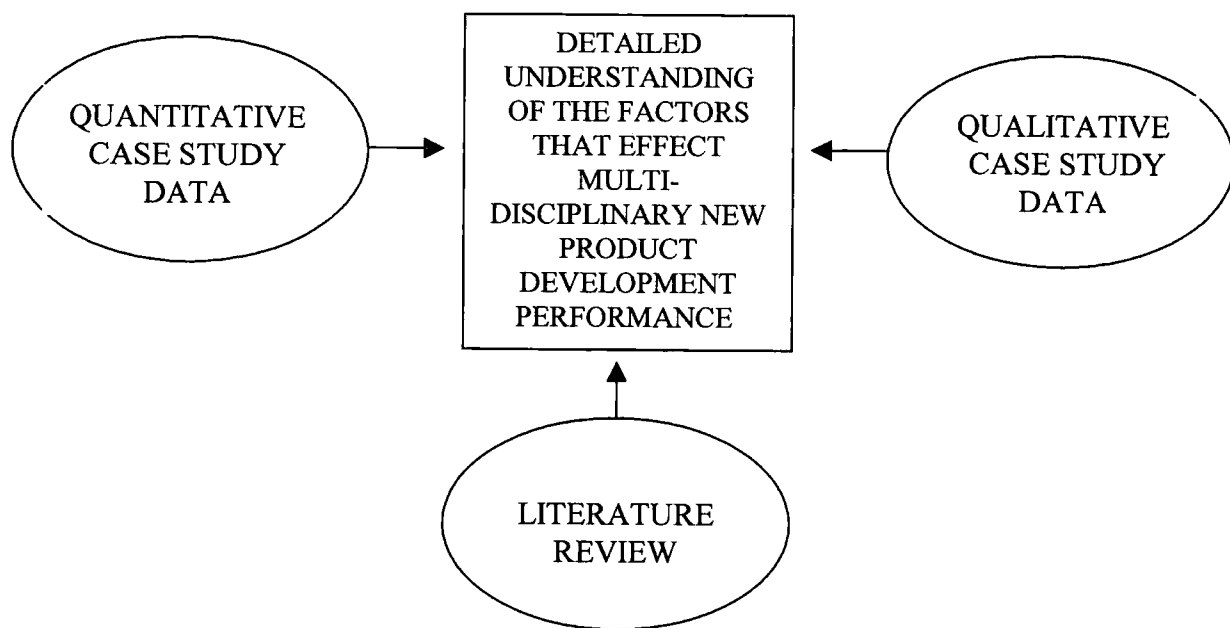 QUANTITATIVE
CASE STUDY
DATA
DETAILED
UNDERSTANDING
OF THE FACTORS
THAT EFFECT
MULTI-
DISCIPLINARY NEW
PRODUCT
DEVELOPMENT
PERFORMANCE
QUALITATIVE
CASE STUDY
DATA
LITERATURE
REVIEW